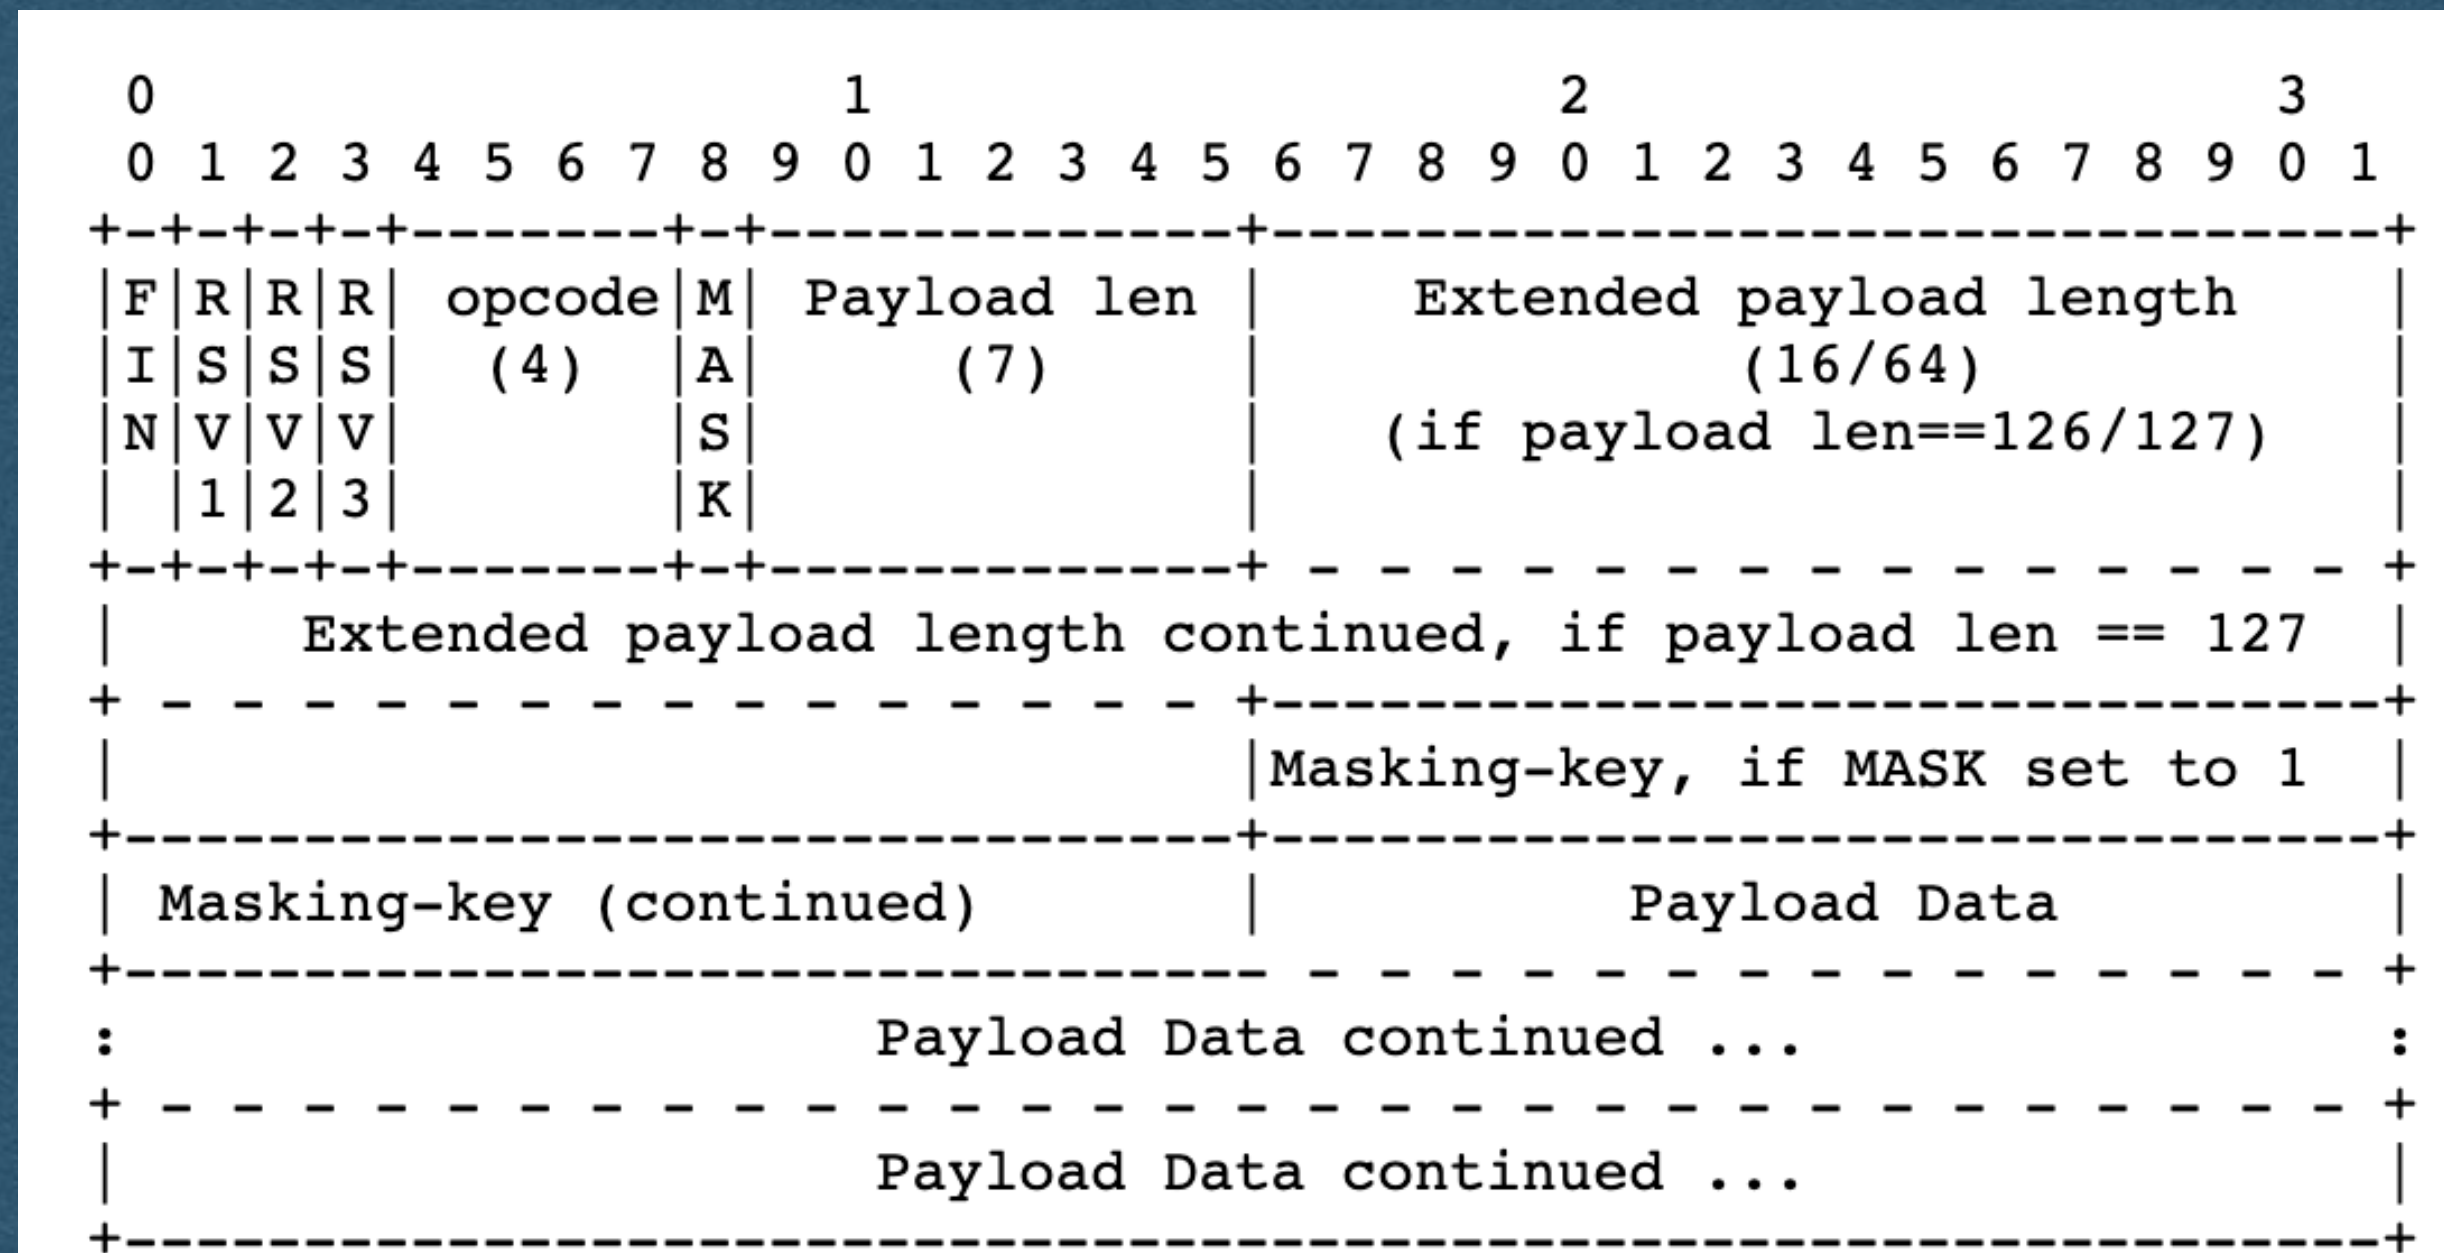 0                   1                   2                   3
 0 1 2 3 4 5 6 7 8 9 0 1 2 3 4 5 6 7 8 9 0 1 2 3 4 5 6 7 8 9 0 1
+-+-+-+-+-------+-+-------------+-------------------------------+
|F|R|R|R| opcode|M| Payload len |    Extended payload length    |
|I|S|S|S|  (4)  |A|     (7)     |             (16/64)           |
|N|V|V|V|       |S|             |   (if payload len==126/127)   |
| |1|2|3|       |K|             |                               |
+-+-+-+-+-------+-+-------------+ - - - - - - - - - - - - - - - +
|     Extended payload length continued, if payload len == 127  |
+ - - - - - - - - - - - - - - - +-------------------------------+
|                               |Masking-key, if MASK set to 1  |
+-------------------------------+-------------------------------+
| Masking-key (continued)       |          Payload Data         |
+-------------------------------- - - - - - - - - - - - - - - - +
:                     Payload Data continued ...                :
+ - - - - - - - - - - - - - - - - - - - - - - - - - - - - - - - +
|                     Payload Data continued ...                |
+---------------------------------------------------------------+